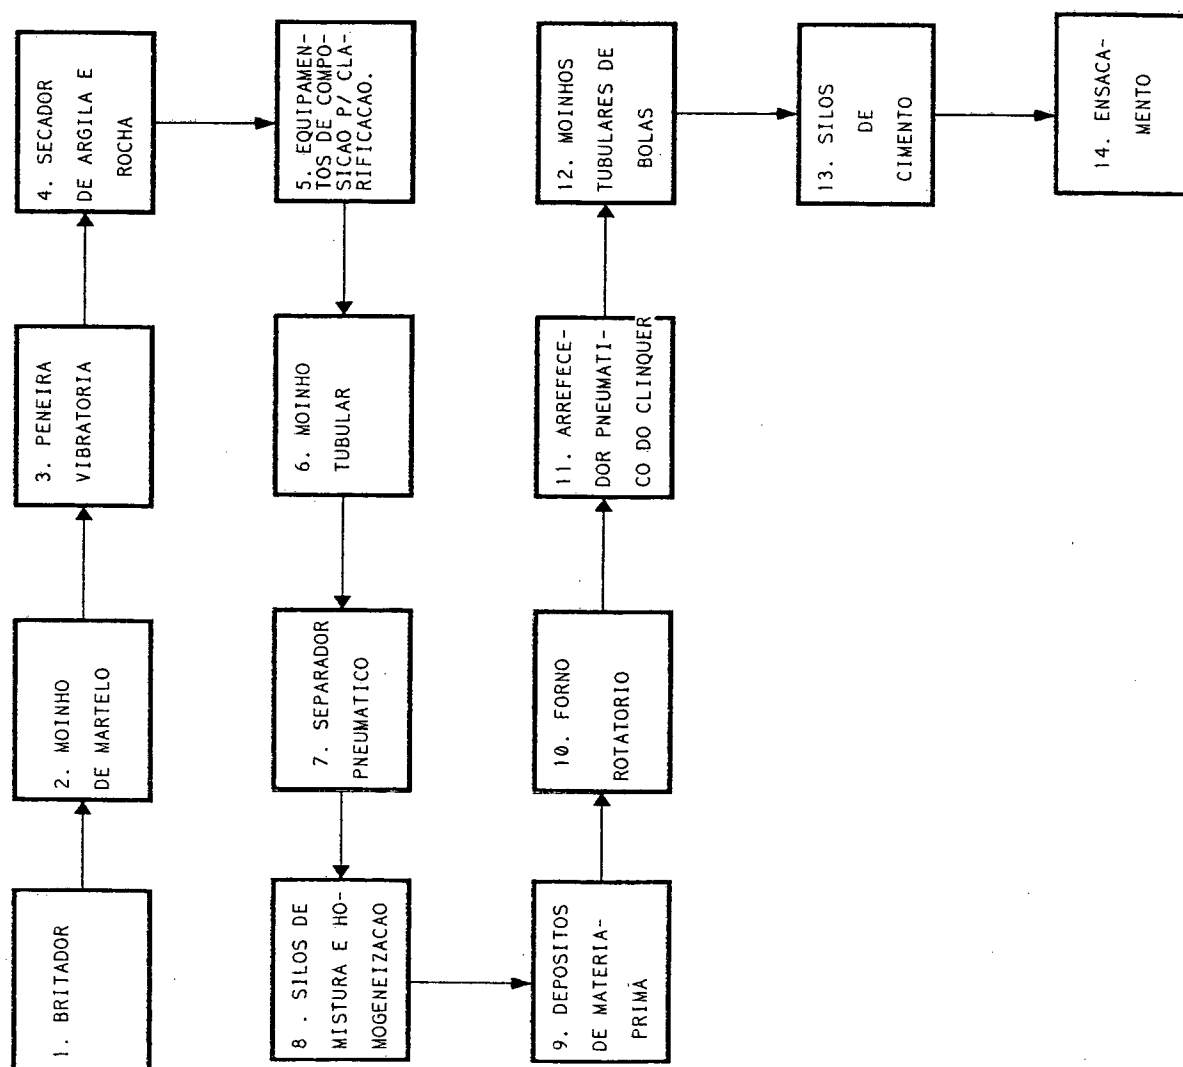 1. BRITADOR
2. MOINHO
DE MARTELO
3. PENEIRA
VIBRATORIA
4. SECADOR
DE ARGILA E
ROCHA
5. EQUIPAMEN-
TOS DE COMPO-
SICAO P/ CLA-
RIFICACAO.
6. MOINHO
TUBULAR
7. SEPARADOR
PNEUMATICO
8 . SILOS DE
MISTURA E HO-
MOGENEIZACAO
9. DEPOSITOS
DE MATERIA-
PRIMA
10. FORNO
ROTATORIO
11. ARREFECE-
DOR PNEUMATI-
CO DO CLINQUER
12. MOINHOS
TUBULARES DE
BOLAS
13. SILOS
DE
CIMENTO
14. ENSACA-
MENTO